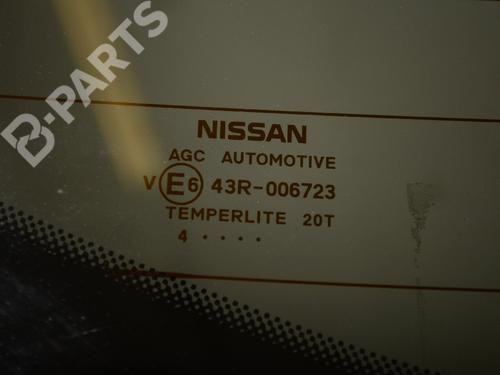 B-PARTS
NISSAN
AGC AUTOMOTIVE
V E6 43R-006723
TEMPERLITE 20T
4 ····